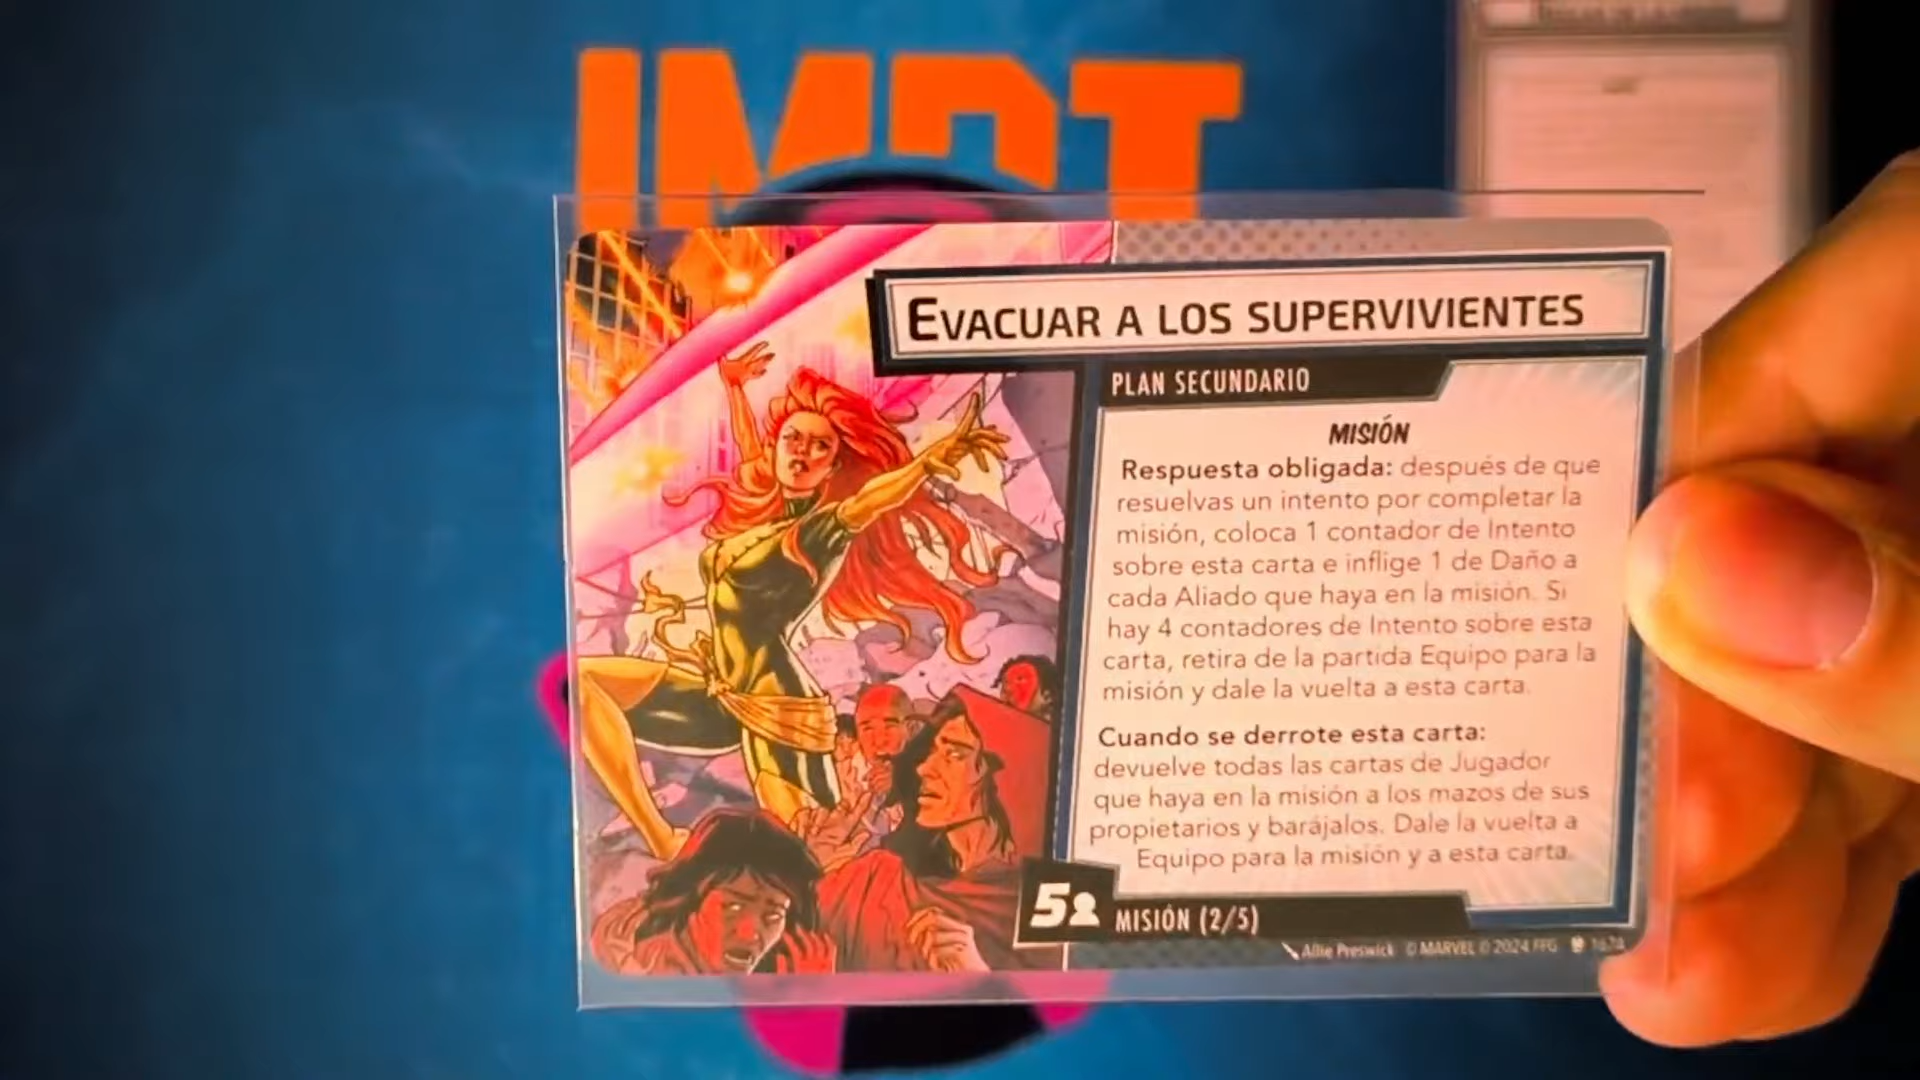 EVACUAR A LOS SUPERVIVIENTES
PLAN SECUNDARIO
MISIÓN
Respuesta obligada: después de que
resuelvas un intento por completar la
misión, coloca 1 contador de Intento
sobre esta carta e inflige 1 de Daño a
cada Aliado que haya en la misión. Si
hay 4 contadores de Intento sobre esta
carta, retira de la partida Equipo para la
misión y dale la vuelta a esta carta.
Cuando se derrote esta carta:
devuelve todas las cartas de Jugador
que haya en la misión a los mazos de sus
propietarios y barájalos. Dale la vuelta a
Equipo para la misión y a esta carta.
5
MISIÓN (2/5)
Allie Preswick © MARVEL © 2024 FFG